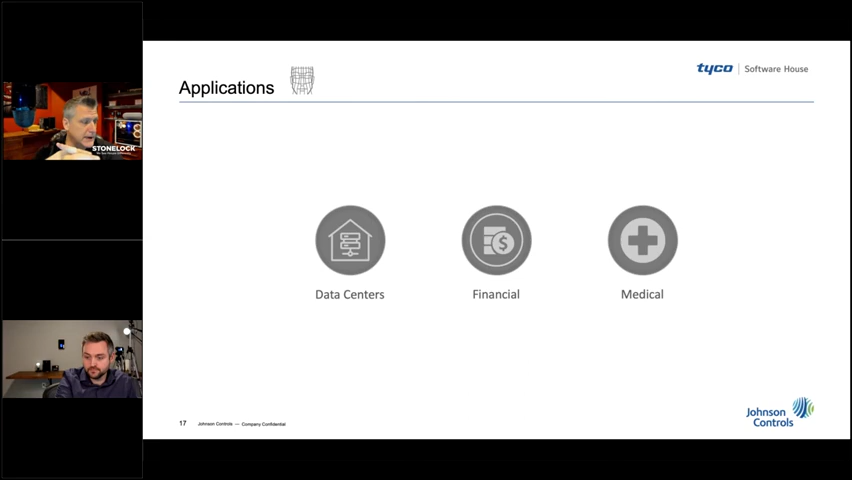 Applications
tyco | Software House
STONELOCK
Data Centers
Financial
Medical
17
Johnson Controls — Company Confidential
Johnson
Controls